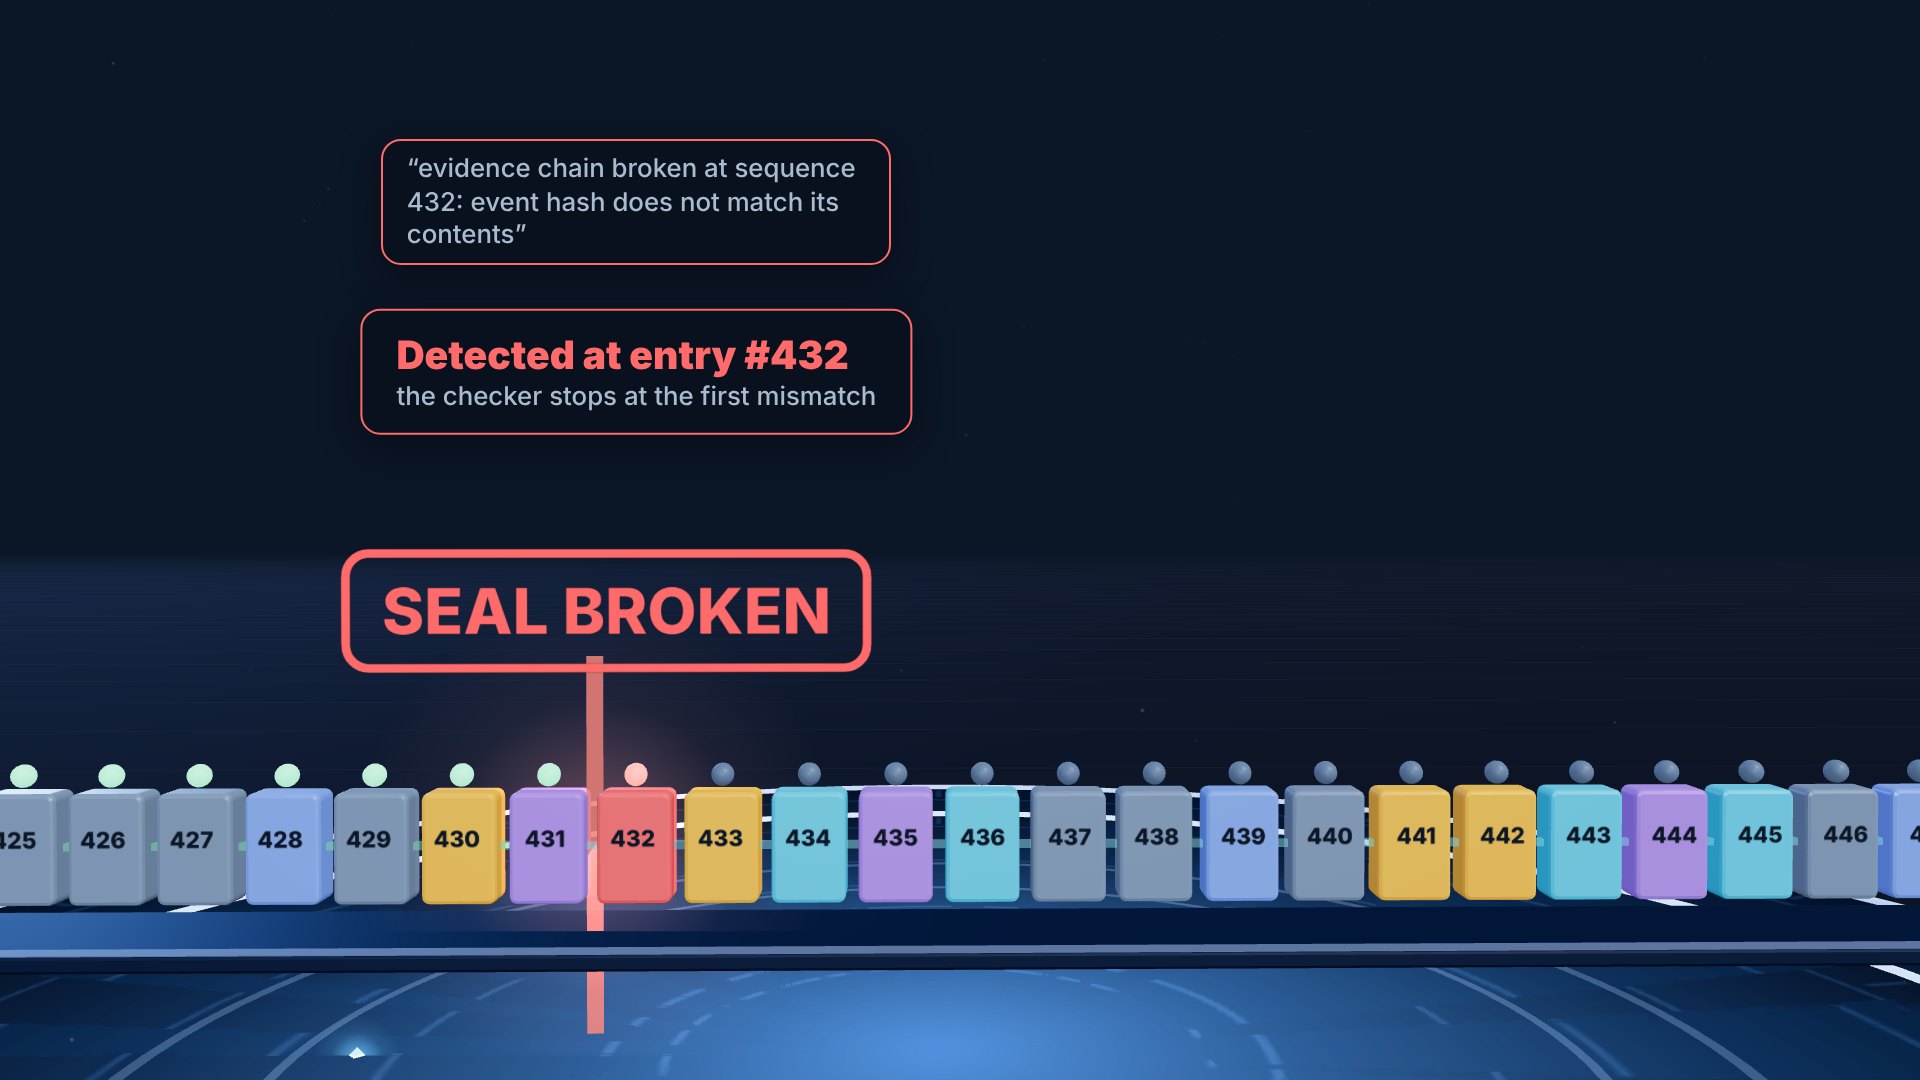 “evidence chain broken at sequence
432: event hash does not match its
contents”
Detected at entry #432
the checker stops at the first mismatch
SEAL BROKEN
425 426 427 428 429 430 431 432 433 434 435 436 437 438 439 440 441 442 443 444 445 446